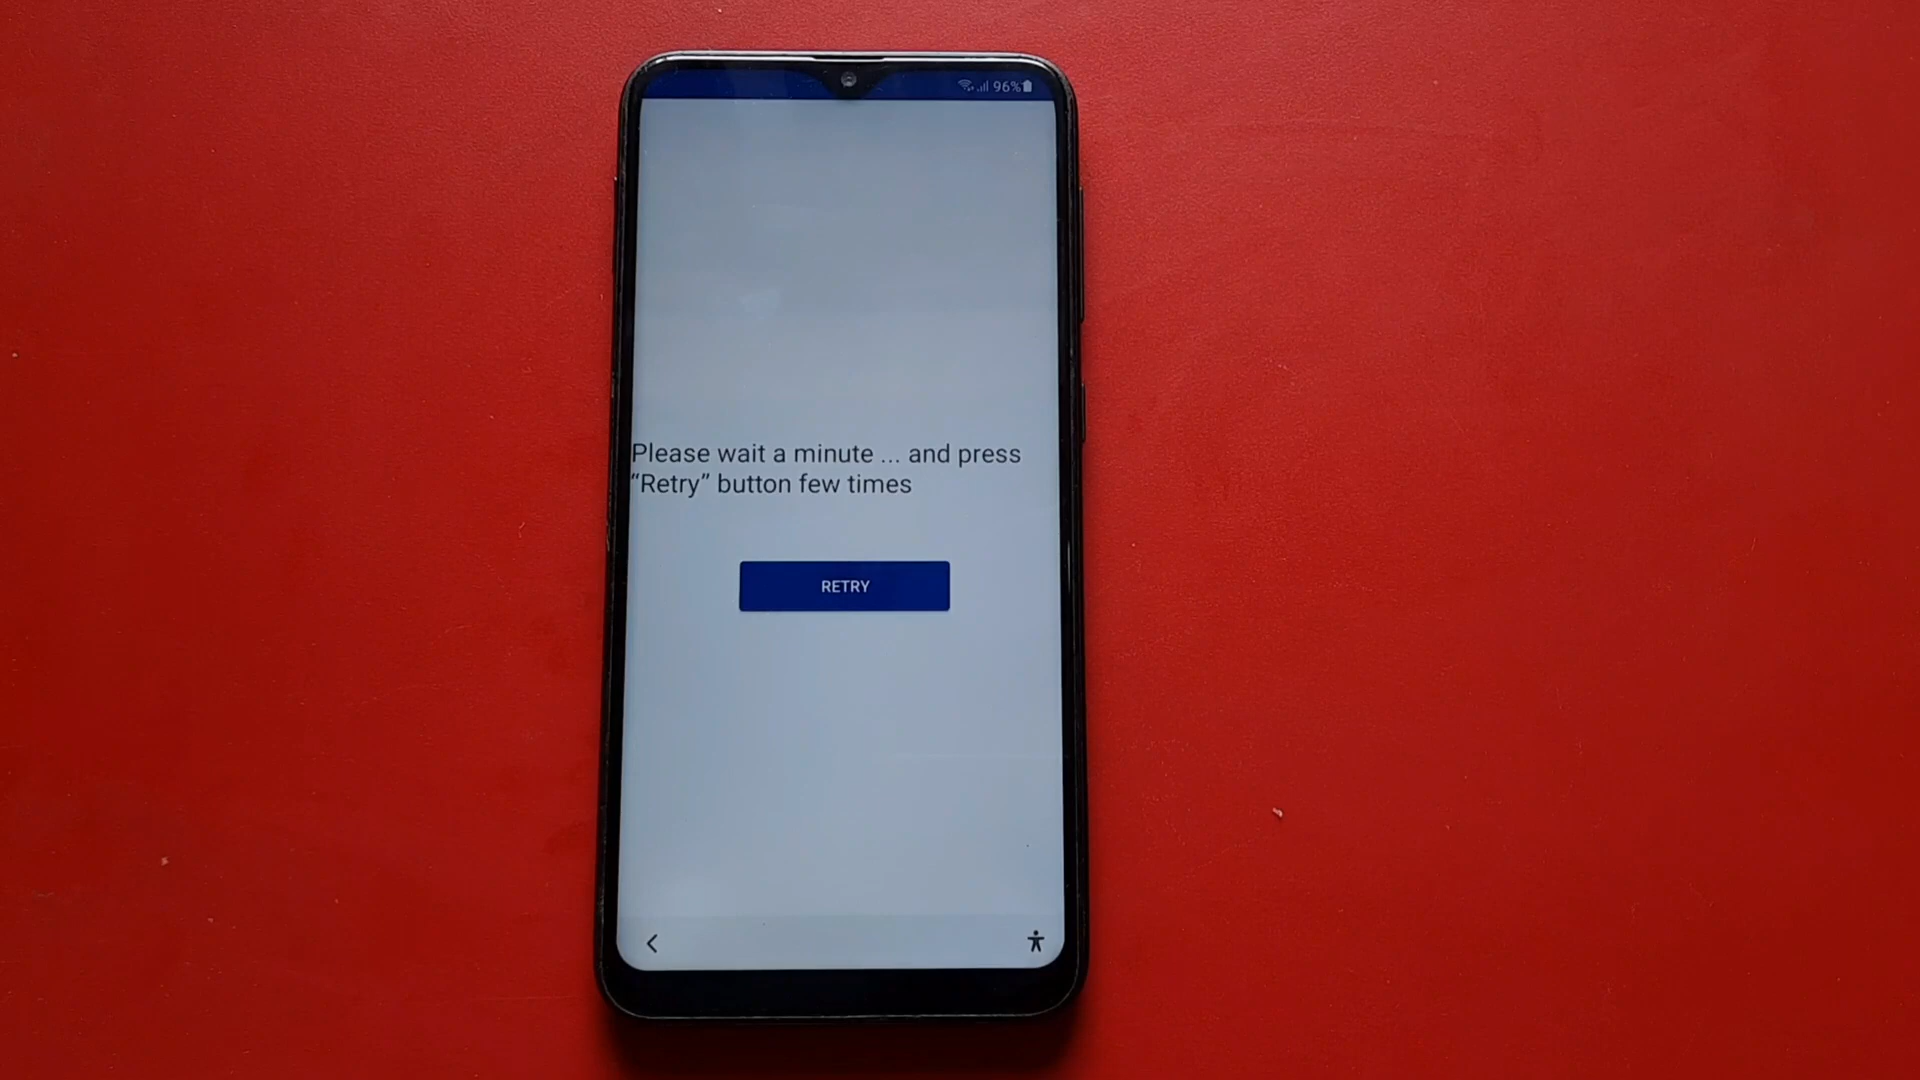 96%
Please wait a minute ... and press
“Retry” button few times
RETRY